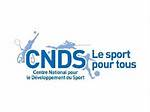 CNDS
Centre National pour
le Développement du Sport
Le sport
pour tous